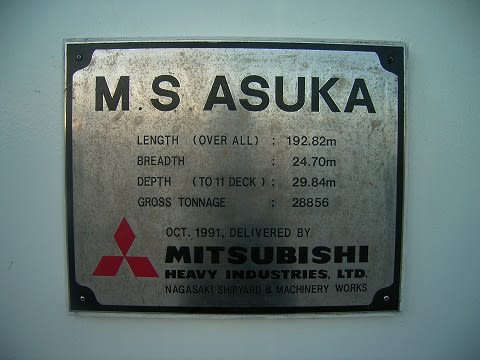 M.S ASUKA
LENGTH (OVER ALL) : 192.82m
BREADTH : 24.70m
DEPTH (TO 11 DECK) : 29.84m
GROSS TONNAGE : 28856
OCT. 1991, DELIVERED BY
MITSUBISHI
HEAVY INDUSTRIES, LTD.
NAGASAKI SHIPYARD & MACHINERY WORKS